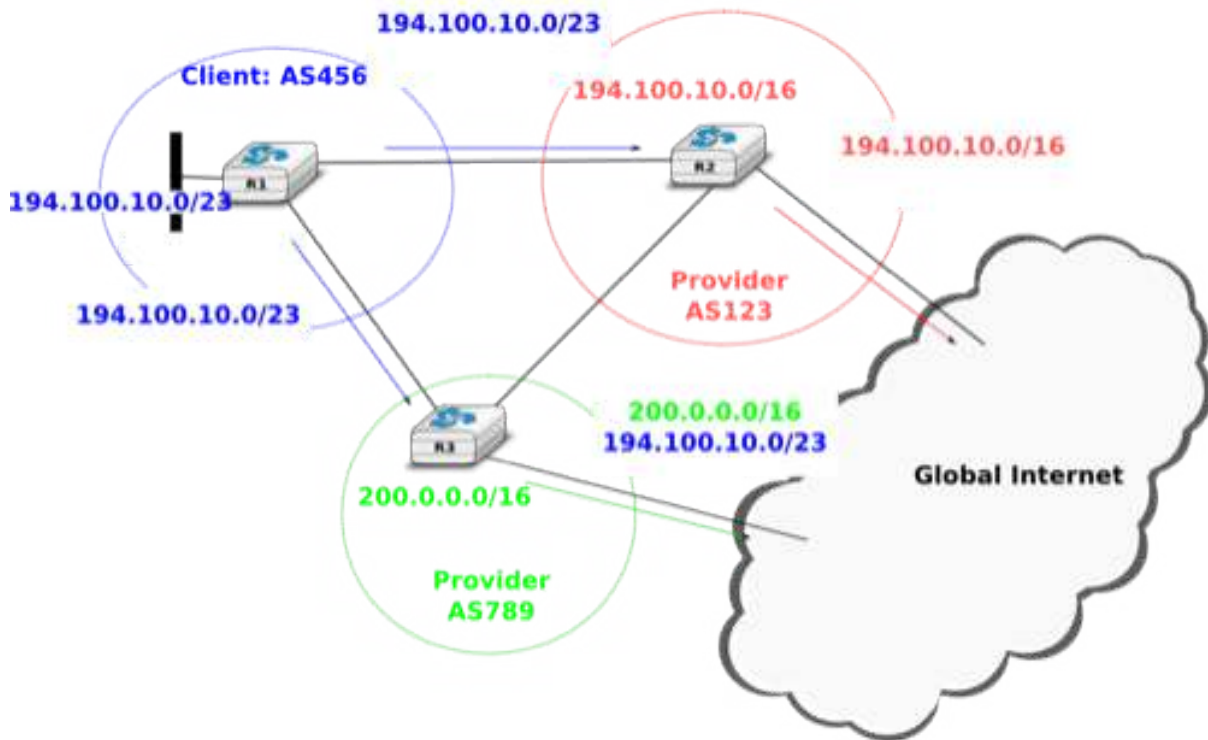 194.100.10.0/23
Client: AS456
194.100.10.0/16
194.100.10.0/16
R1
R2
194.100.10.0/23
Provider
AS123
194.100.10.0/23
200.0.0.0/16
194.100.10.0/23
R3
Global Internet
200.0.0.0/16
Provider
AS789